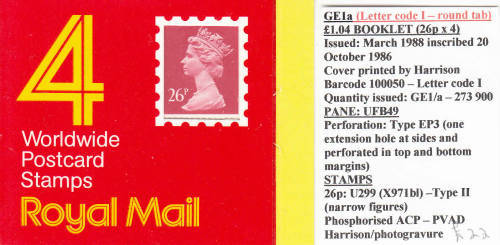 4
Worldwide
Postcard
Stamps
Royal Mail
26P
GE1a (Letter code I – round tab)
£1.04 BOOKLET (26p x 4)
Issued: March 1988 inscribed 20
October 1986
Cover printed by Harrison
Barcode 100050 – Letter code I
Quantity issued: GE1/a – 273 900
PANE: UFB49
Perforation: Type EP3 (one
extension hole at sides and
perforated in top and bottom
margins)
STAMPS
26p: U299 (X971bl) –Type II
(narrow figures)
Phosphorised ACP – PVAD
Harrison/photogravure